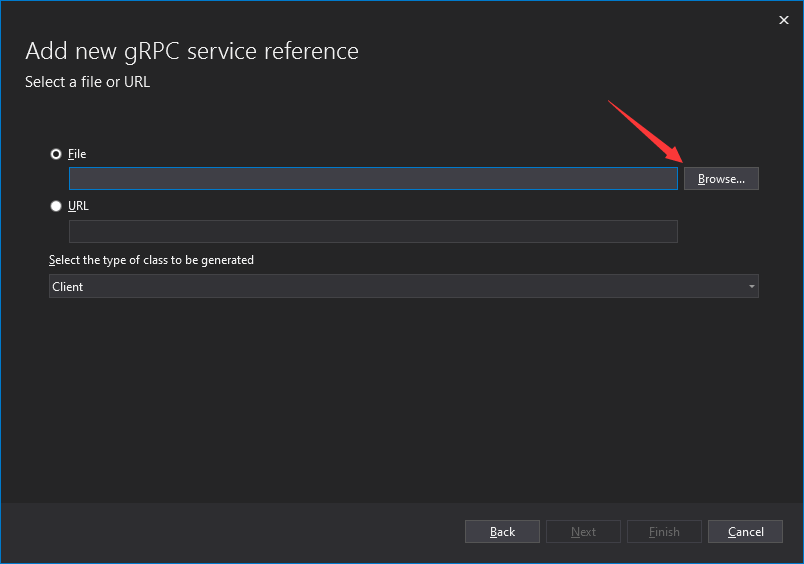 Add new gRPC service reference
Select a file or URL
File
Browse...
URL
Select the type of class to be generated
Client
Back
Next
Finish
Cancel